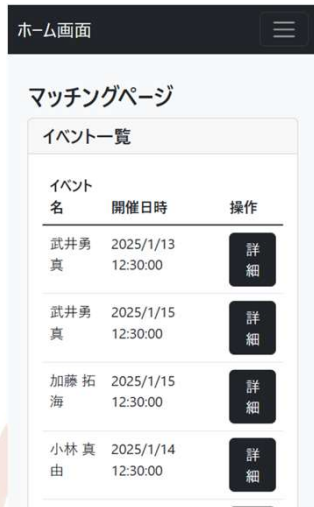 ホーム画面
マッチングページ
イベント一覧
イベント
名 開催日時 操作
武井勇 2025/1/13 詳
真 12:30:00 細
武井勇 2025/1/15 詳
真 12:30:00 細
加藤 拓 2025/1/15 詳
海 12:30:00 細
小林 真 2025/1/14 詳
由 12:30:00 細